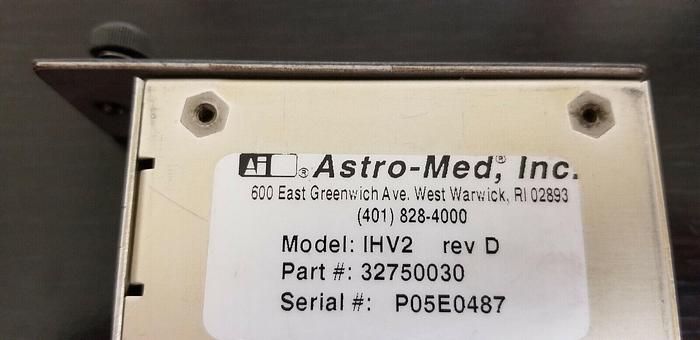 Ai ® Astro-Med®, Inc.
600 East Greenwich Ave. West Warwick, RI 02893
(401) 828-4000
Model: IHV2 rev D
Part #: 32750030
Serial #: P05E0487